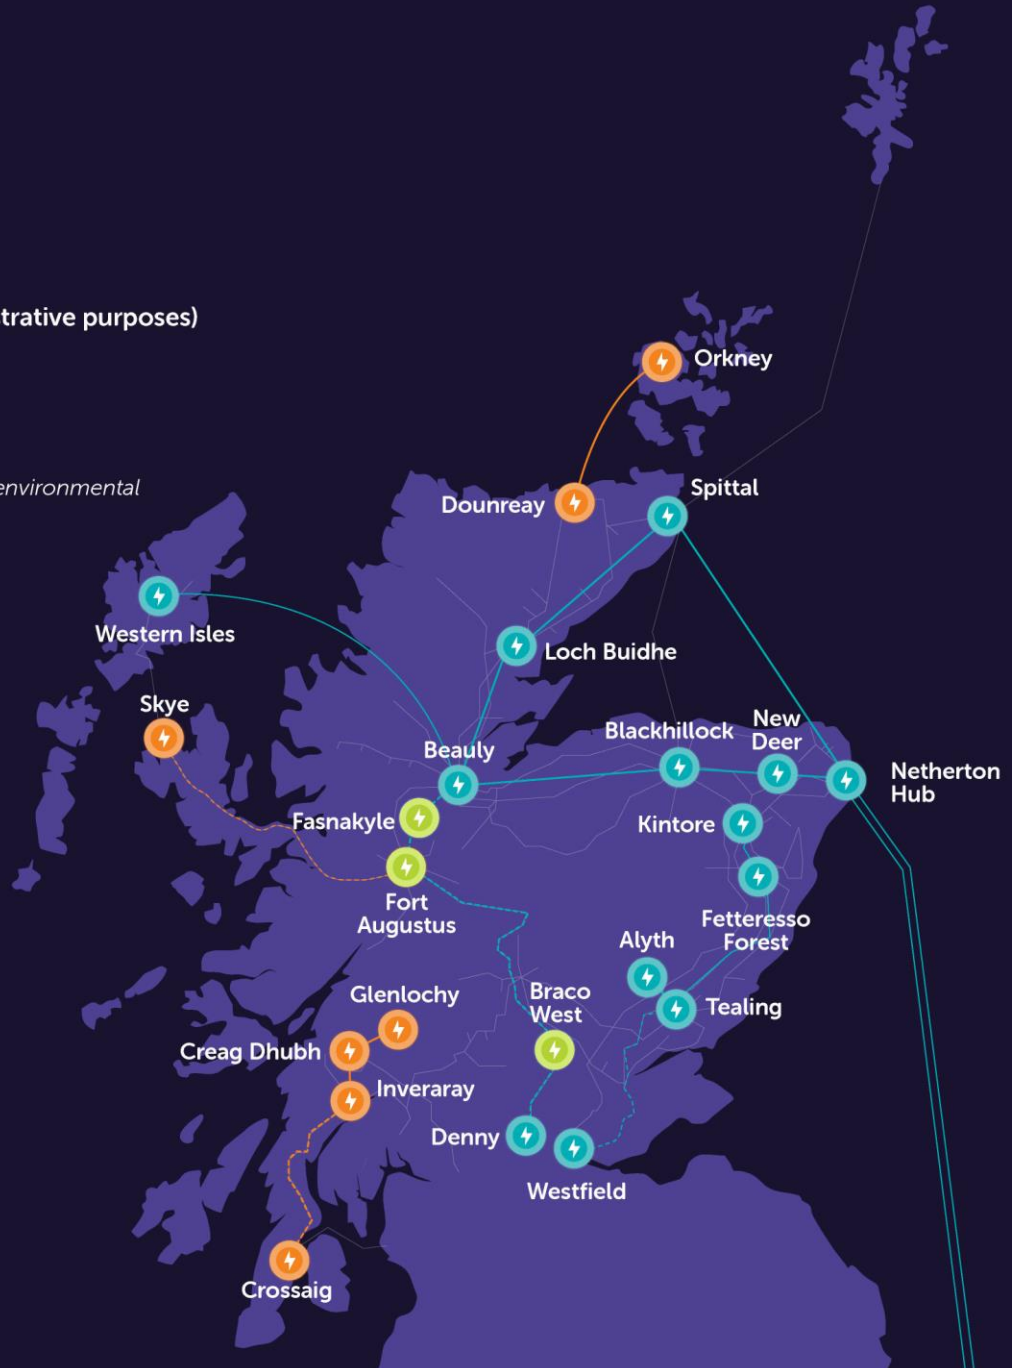 strative purposes)
Orkney
environmental
Spittal
Dounreay
Western Isles
Loch Buidhe
Skye
New
Deer
Blackhillock
Beauly
Netherton
Hub
Fasnakyle
Kintore
Fort
Augustus
Fetteresso
Forest
Alyth
Glenlochy
Braco
West
Tealing
Creag Dhubh
Inveraray
Denny
Westfield
Crossaig